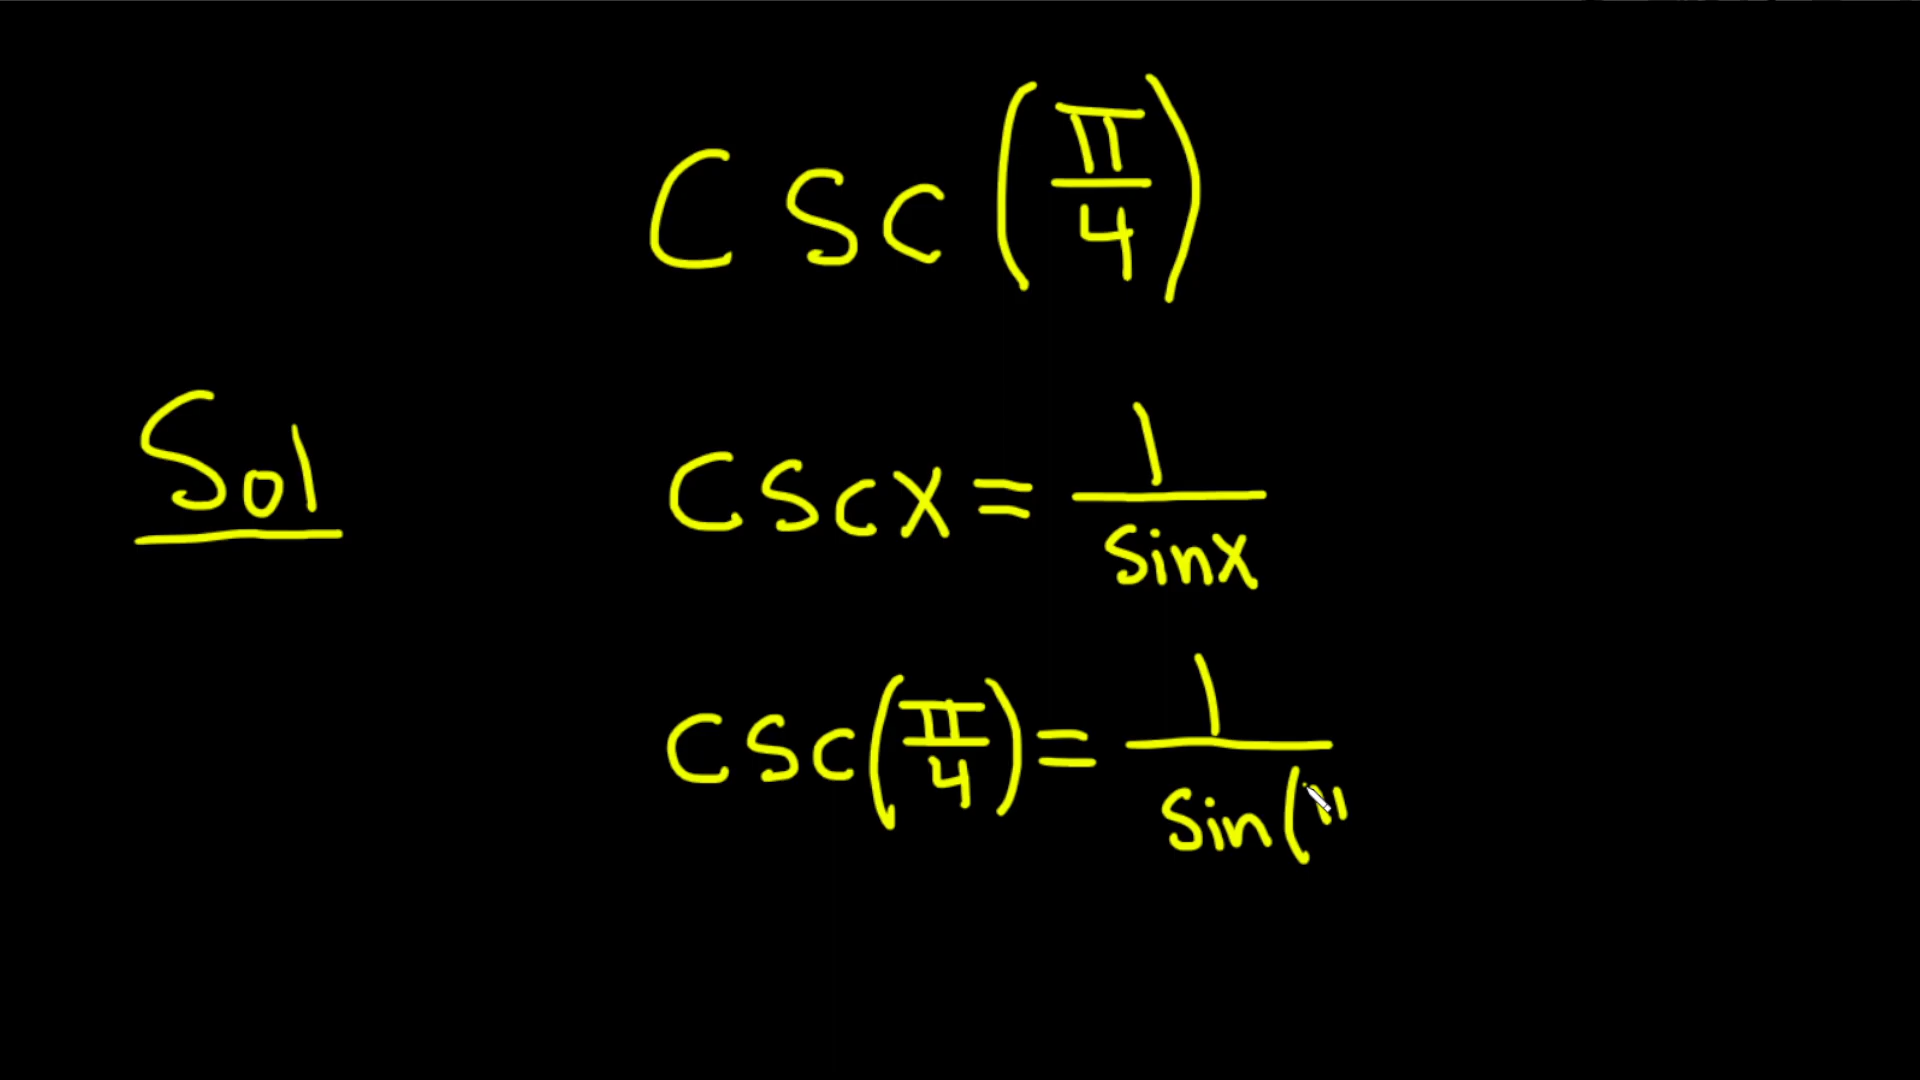 csc(π/4)
Sol
cscx = 1/sinx
csc(π/4) = 1/sin(